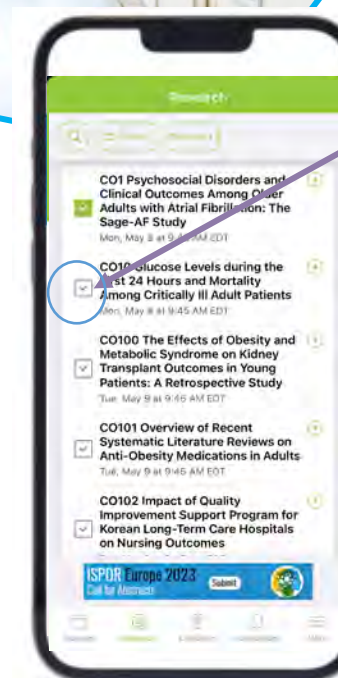 Research
CO1 Psychosocial Disorders and
Clinical Outcomes Among Older
Adults with Atrial Fibrillation: The
Sage-AF Study
Mon, May 8 at 9:45 AM EDT
CO10 Glucose Levels during the
First 24 Hours and Mortality
Among Critically Ill Adult Patients
Mon, May 8 at 9:45 AM EDT
CO100 The Effects of Obesity and
Metabolic Syndrome on Kidney
Transplant Outcomes in Young
Patients: A Retrospective Study
Tue, May 9 at 9:45 AM EDT
CO101 Overview of Recent
Systematic Literature Reviews on
Anti-Obesity Medications in Adults
Tue, May 9 at 9:45 AM EDT
CO102 Impact of Quality
Improvement Support Program for
Korean Long-Term Care Hospitals
on Nursing Outcomes
ISPOR Europe 2023
Call for Abstracts
Submit